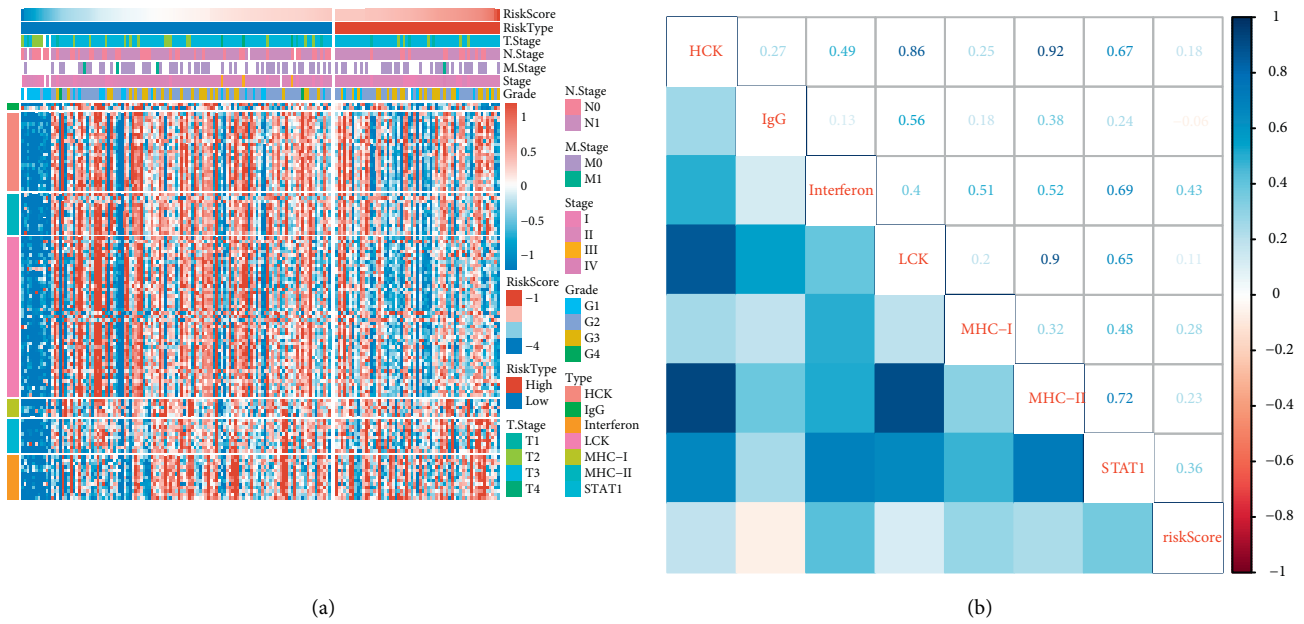 RiskScore
RiskType
T.Stage
N.Stage
M.Stage
Stage
Grade
1
0.5
0
−0.5
−1
RiskScore
−1
−4
RiskType
High
Low
T.Stage
T1
T2
T3
T4
N.Stage
N0
N1
M.Stage
M0
M1
Stage
I
II
III
IV
Grade
G1
G2
G3
G4
Type
HCK
IgG
Interferon
LCK
MHC−I
MHC−II
STAT1
(a)
HCK 0.27 0.49 0.86 0.25 0.92 0.67 0.18
IgG 0.13 0.56 0.18 0.38 0.24 −0.06
Interferon 0.4 0.51 0.52 0.69 0.43
LCK 0.2 0.9 0.65 0.11
MHC−I 0.32 0.48 0.28
MHC−II 0.72 0.23
STAT1 0.36
riskScore
1
0.8
0.6
0.4
0.2
0
−0.2
−0.4
−0.6
−0.8
−1
(b)